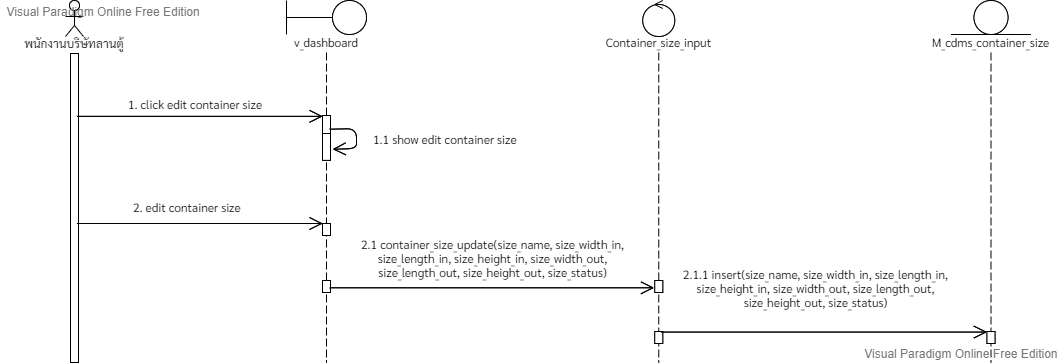 Visual Paradigm Online Free Edition
พนักงานบริษัทลานตู้
v_dashboard
Container_size_input
M_cdms_container_size
1. click edit container size
1.1 show edit container size
2. edit container size
2.1 container_size_update(size_name, size_width_in,
size_length_in, size_height_in, size_width_out,
size_length_out, size_height_out, size_status)
2.1.1 insert(size_name, size_width_in, size_length_in,
size_height_in, size_width_out, size_length_out,
size_height_out, size_status)
Visual Paradigm Online Free Edition